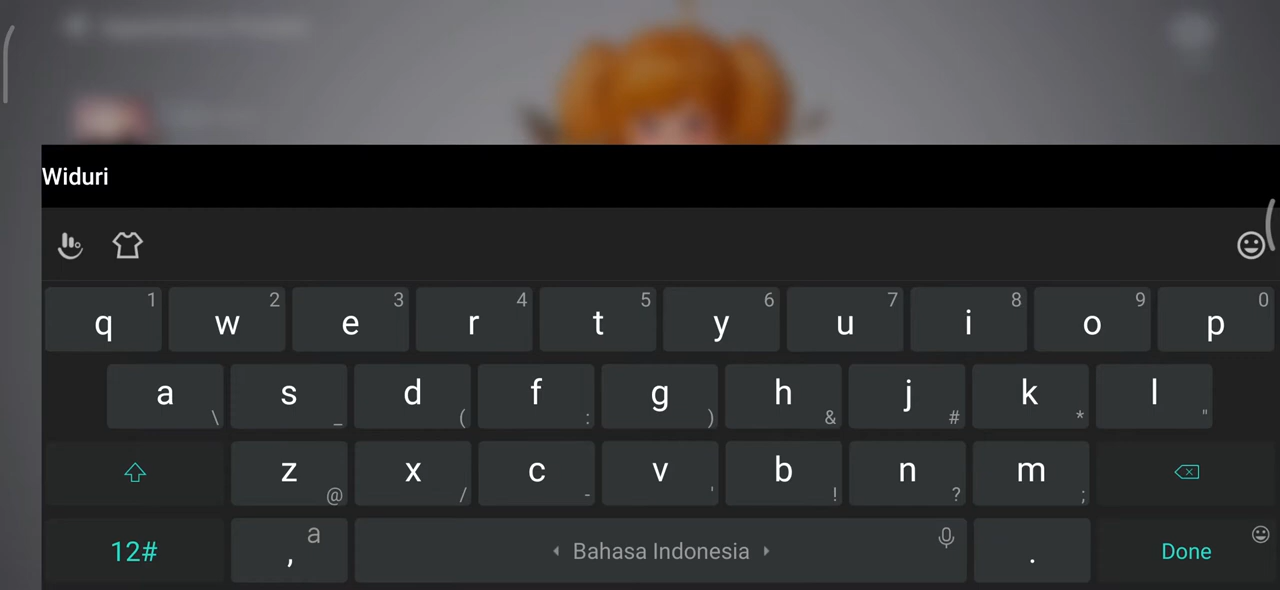 Widuri
1 2 3 4 5 6 7 8 9 0
q w e r t y u i o p
a s d f g h j k l
\ _ ( : ) & # * "
z x c v b n m
@ / - ' ! ? ;
12# , a Bahasa Indonesia . Done